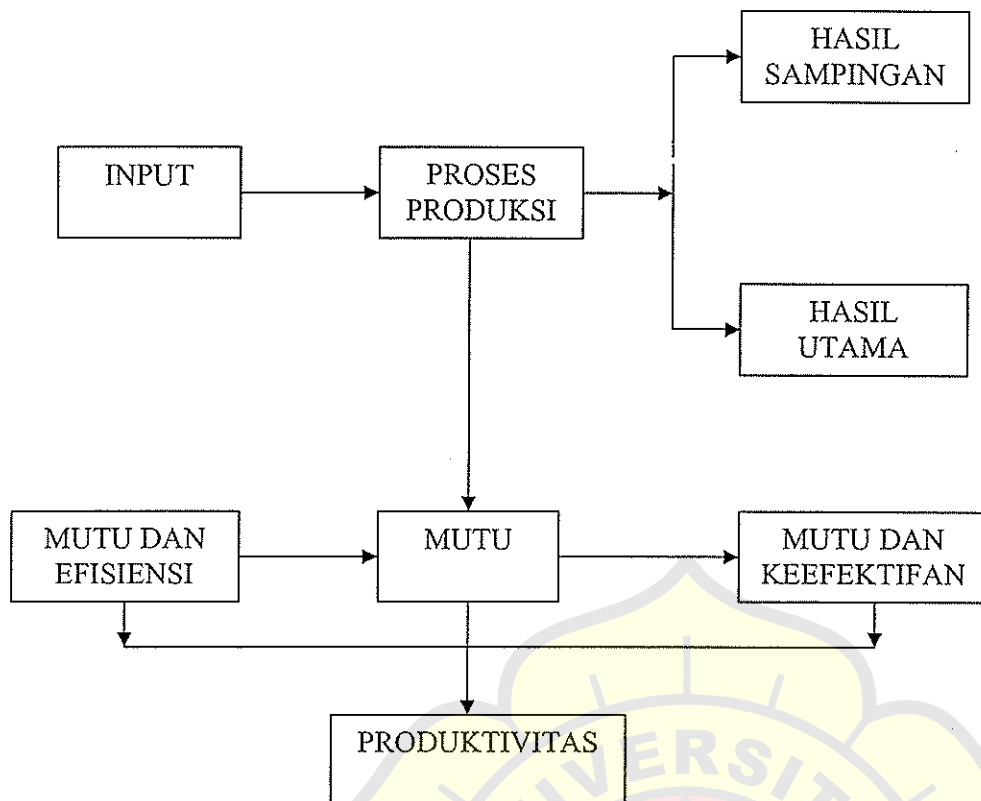 HASIL
SAMPINGAN
INPUT
PROSES
PRODUKSI
HASIL
UTAMA
MUTU DAN
EFISIENSI
MUTU
MUTU DAN
KEEFEKTIFAN
PRODUKTIVITAS